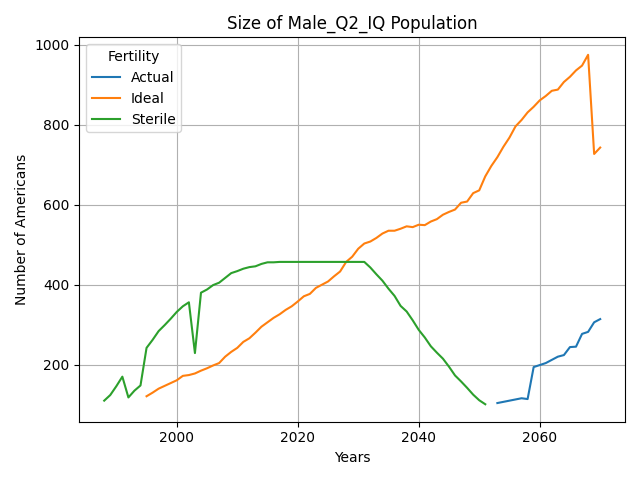 Size of Male_Q2_IQ Population
Fertility
Actual
Ideal
Sterile
Number of Americans
1000
800
600
400
200
2000
2020
2040
2060
Years